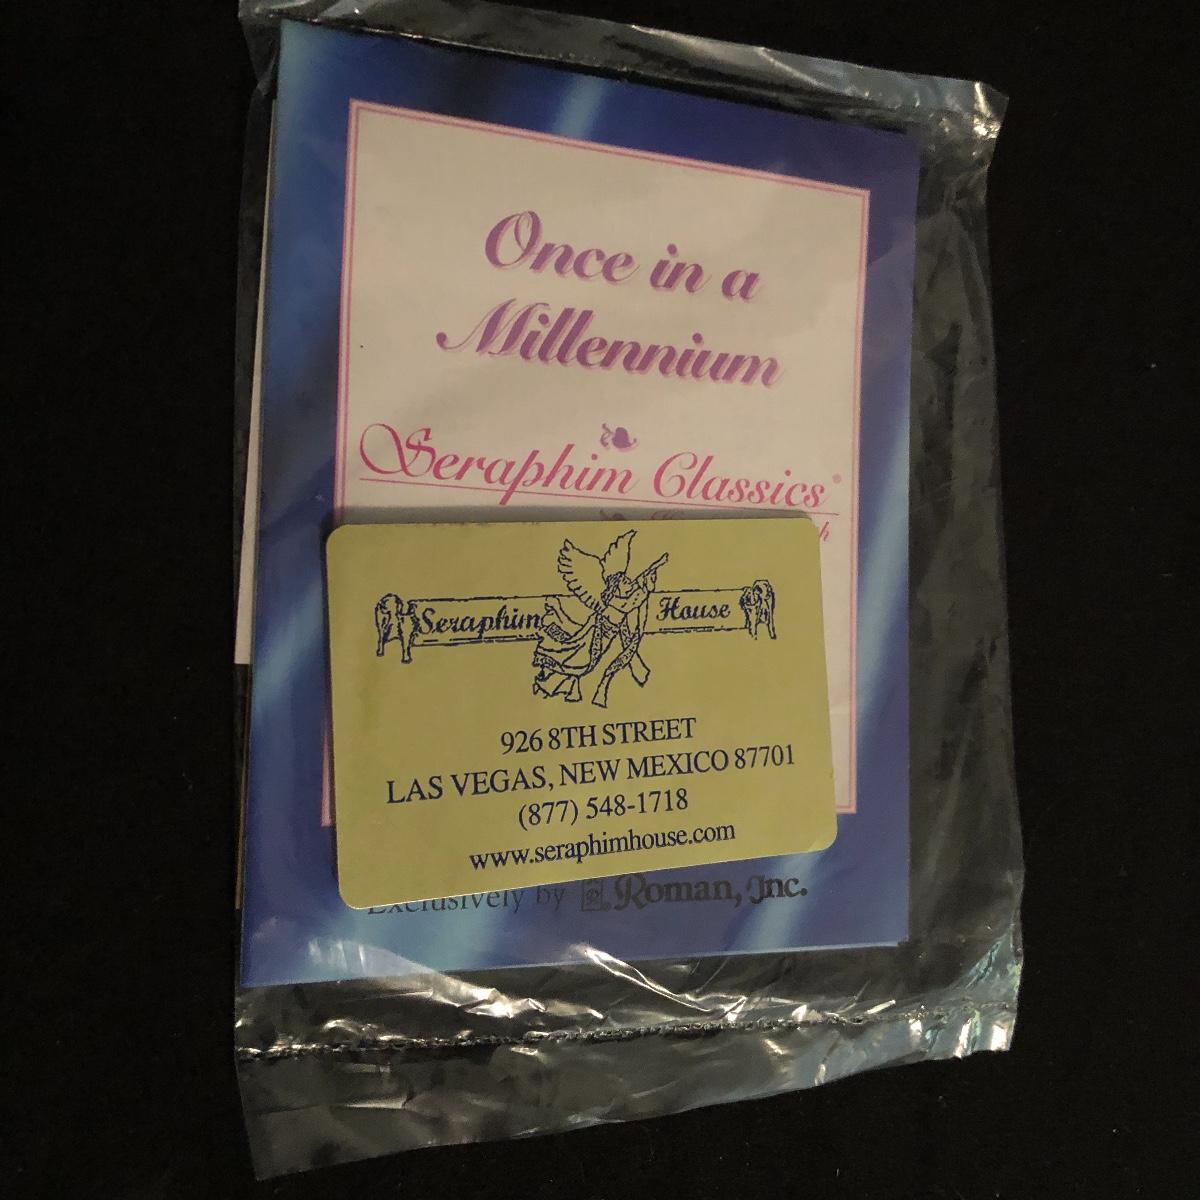 Once in a
Millennium
Seraphim Classics®
Seraphim House
926 8TH STREET
LAS VEGAS, NEW MEXICO 87701
(877) 548-1718
www.seraphimhouse.com
Exclusively by Roman, Inc.